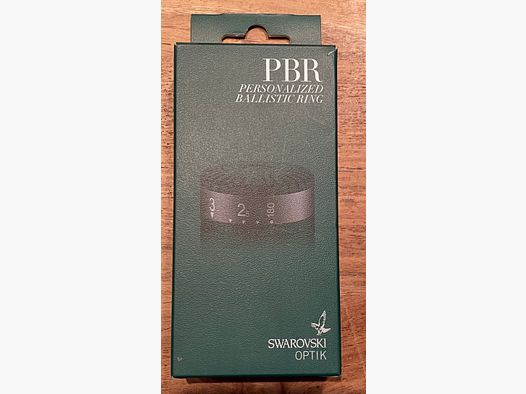 PBR
PERSONALIZED
BALLISTIC RING
3 2 180
SWAROVSKI
OPTIK